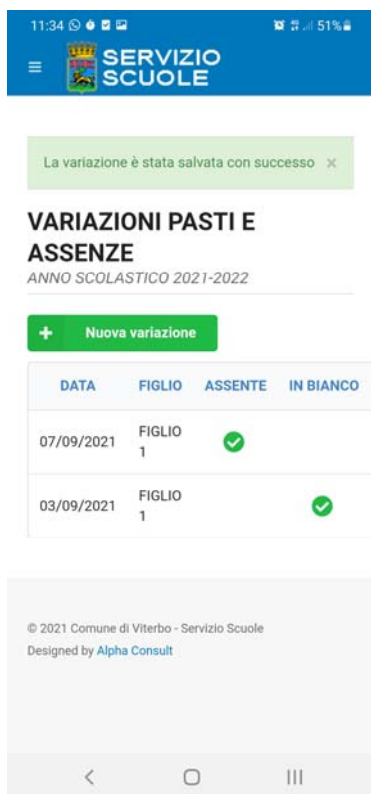 11:34 51%
SERVIZIO
SCUOLE
La variazione è stata salvata con successo ×
VARIAZIONI PASTI E
ASSENZE
ANNO SCOLASTICO 2021-2022
+ Nuova variazione
DATA FIGLIO ASSENTE IN BIANCO
07/09/2021 FIGLIO
1
03/09/2021 FIGLIO
1
© 2021 Comune di Viterbo - Servizio Scuole
Designed by Alpha Consult